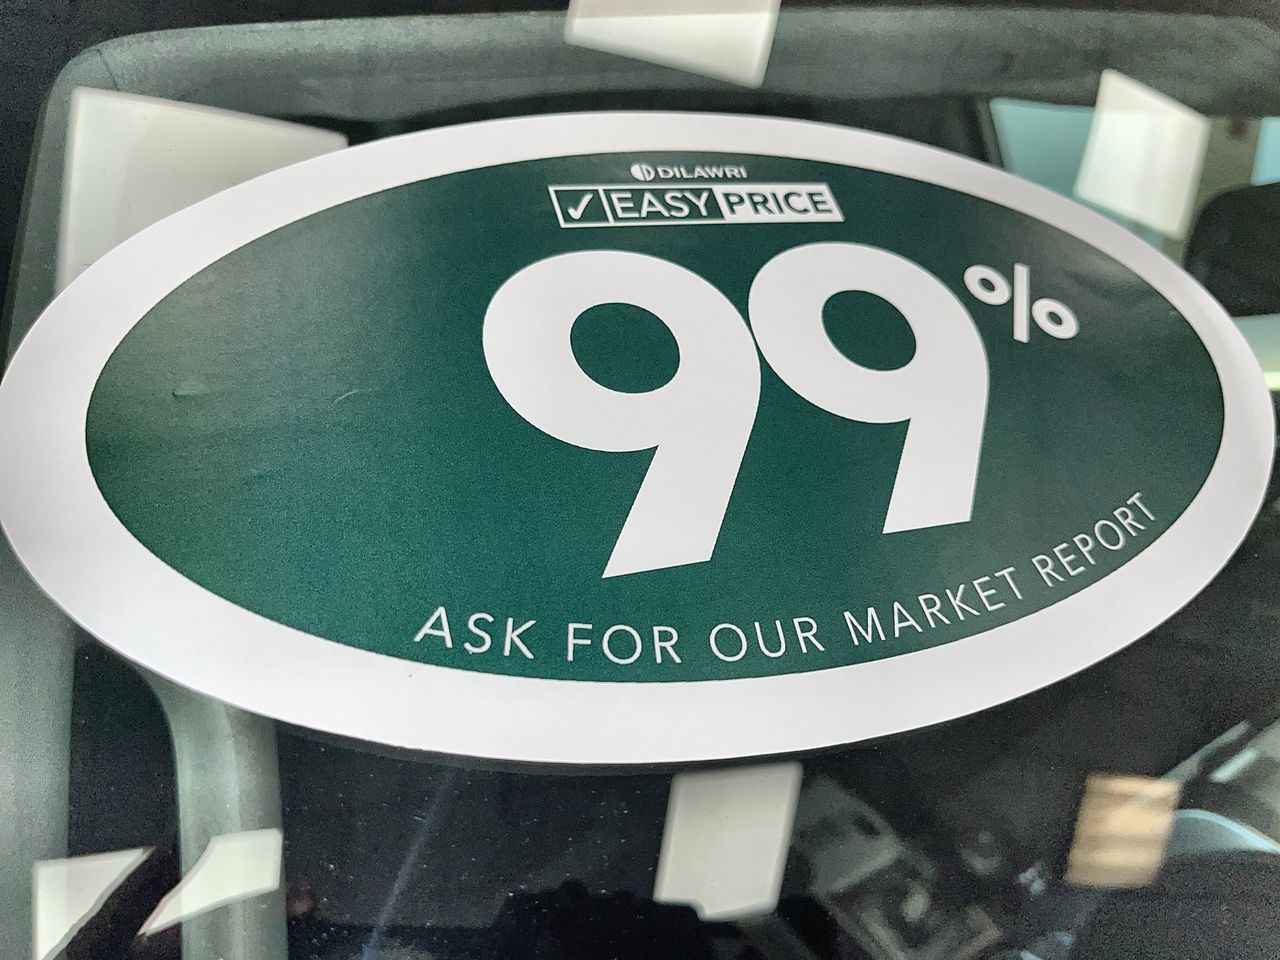 DILAWRI
✓ EASY PRICE
99%
ASK FOR OUR MARKET REPORT